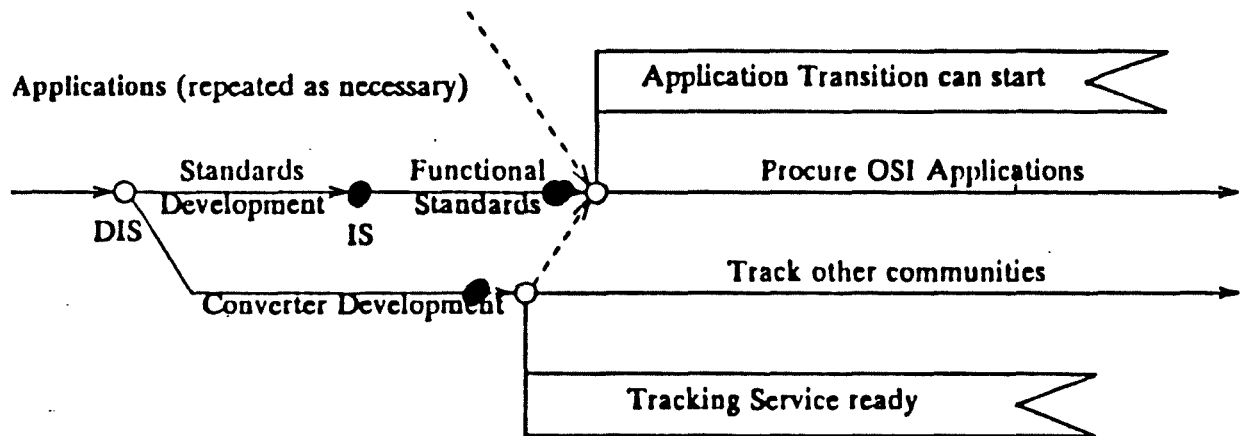 Application Transition can start
Applications (repeated as necessary)
Standards
Development
Functional
Standards
Procure OSI Applications
DIS
IS
Track other communities
Converter Development
Tracking Service ready